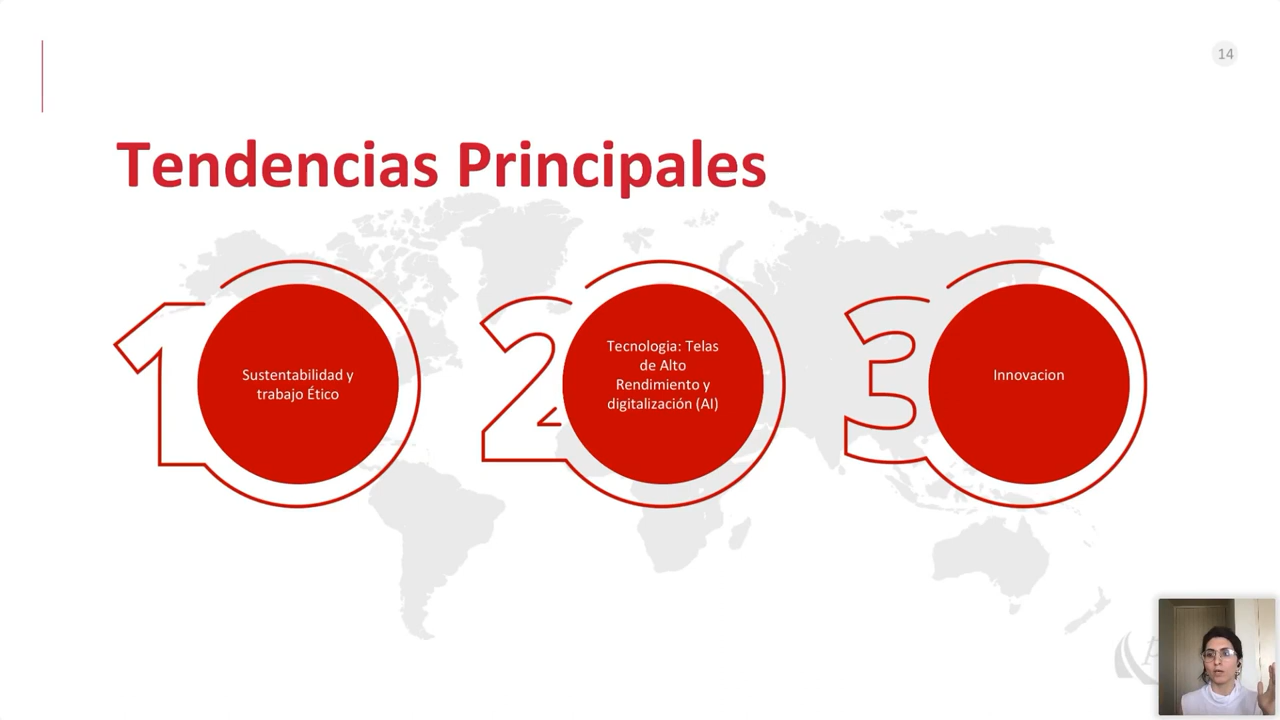 14
Tendencias Principales
1
Sustentabilidad y
trabajo Ético
2
Tecnologia: Telas
de Alto
Rendimiento y
digitalización (AI)
3
Innovacion